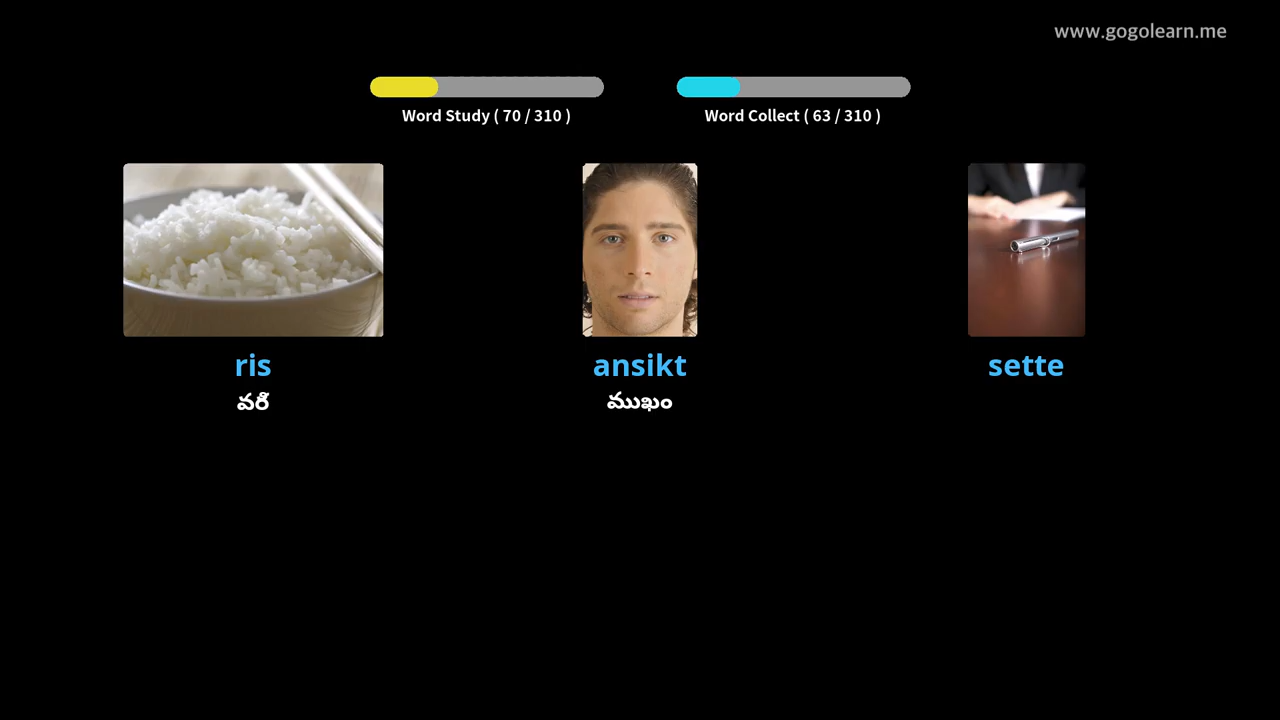 www.gogolearn.me
Word Study ( 70 / 310 )
Word Collect ( 63 / 310 )
ris
ansikt
sette
వరి
ముఖం